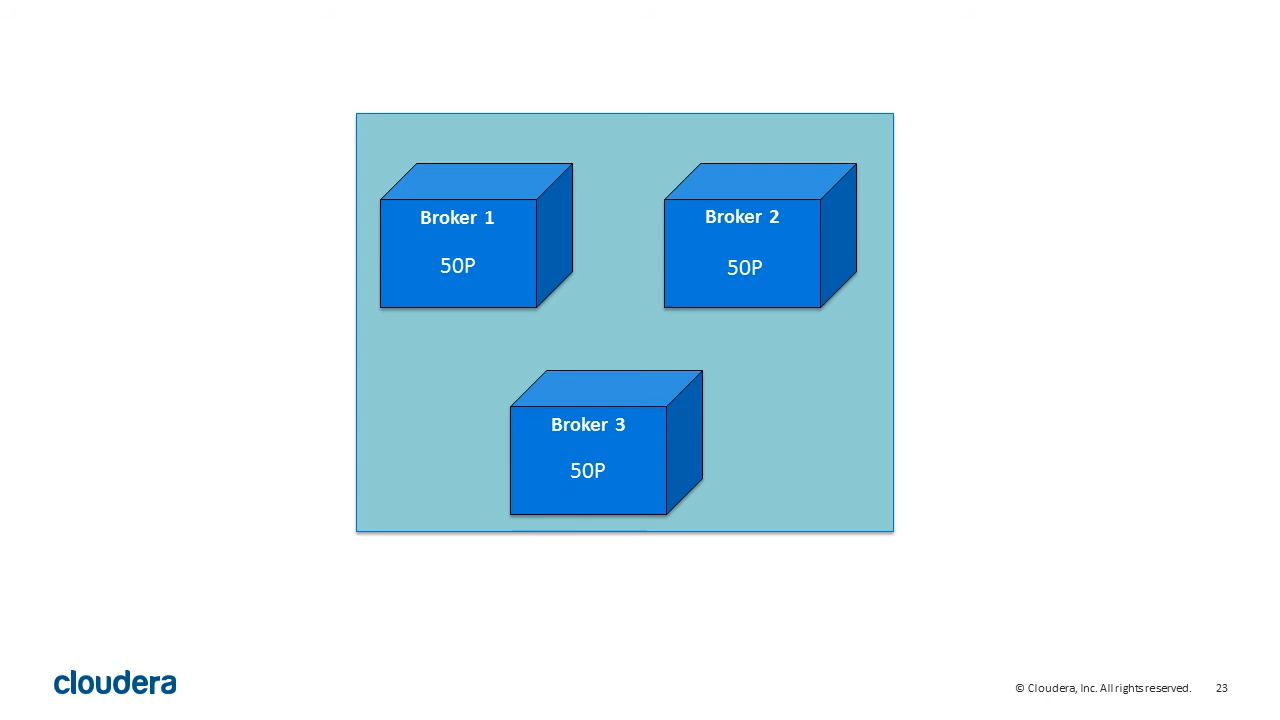 Broker 1
50P
Broker 2
50P
Broker 3
50P
cloudera
© Cloudera, Inc. All rights reserved.
23